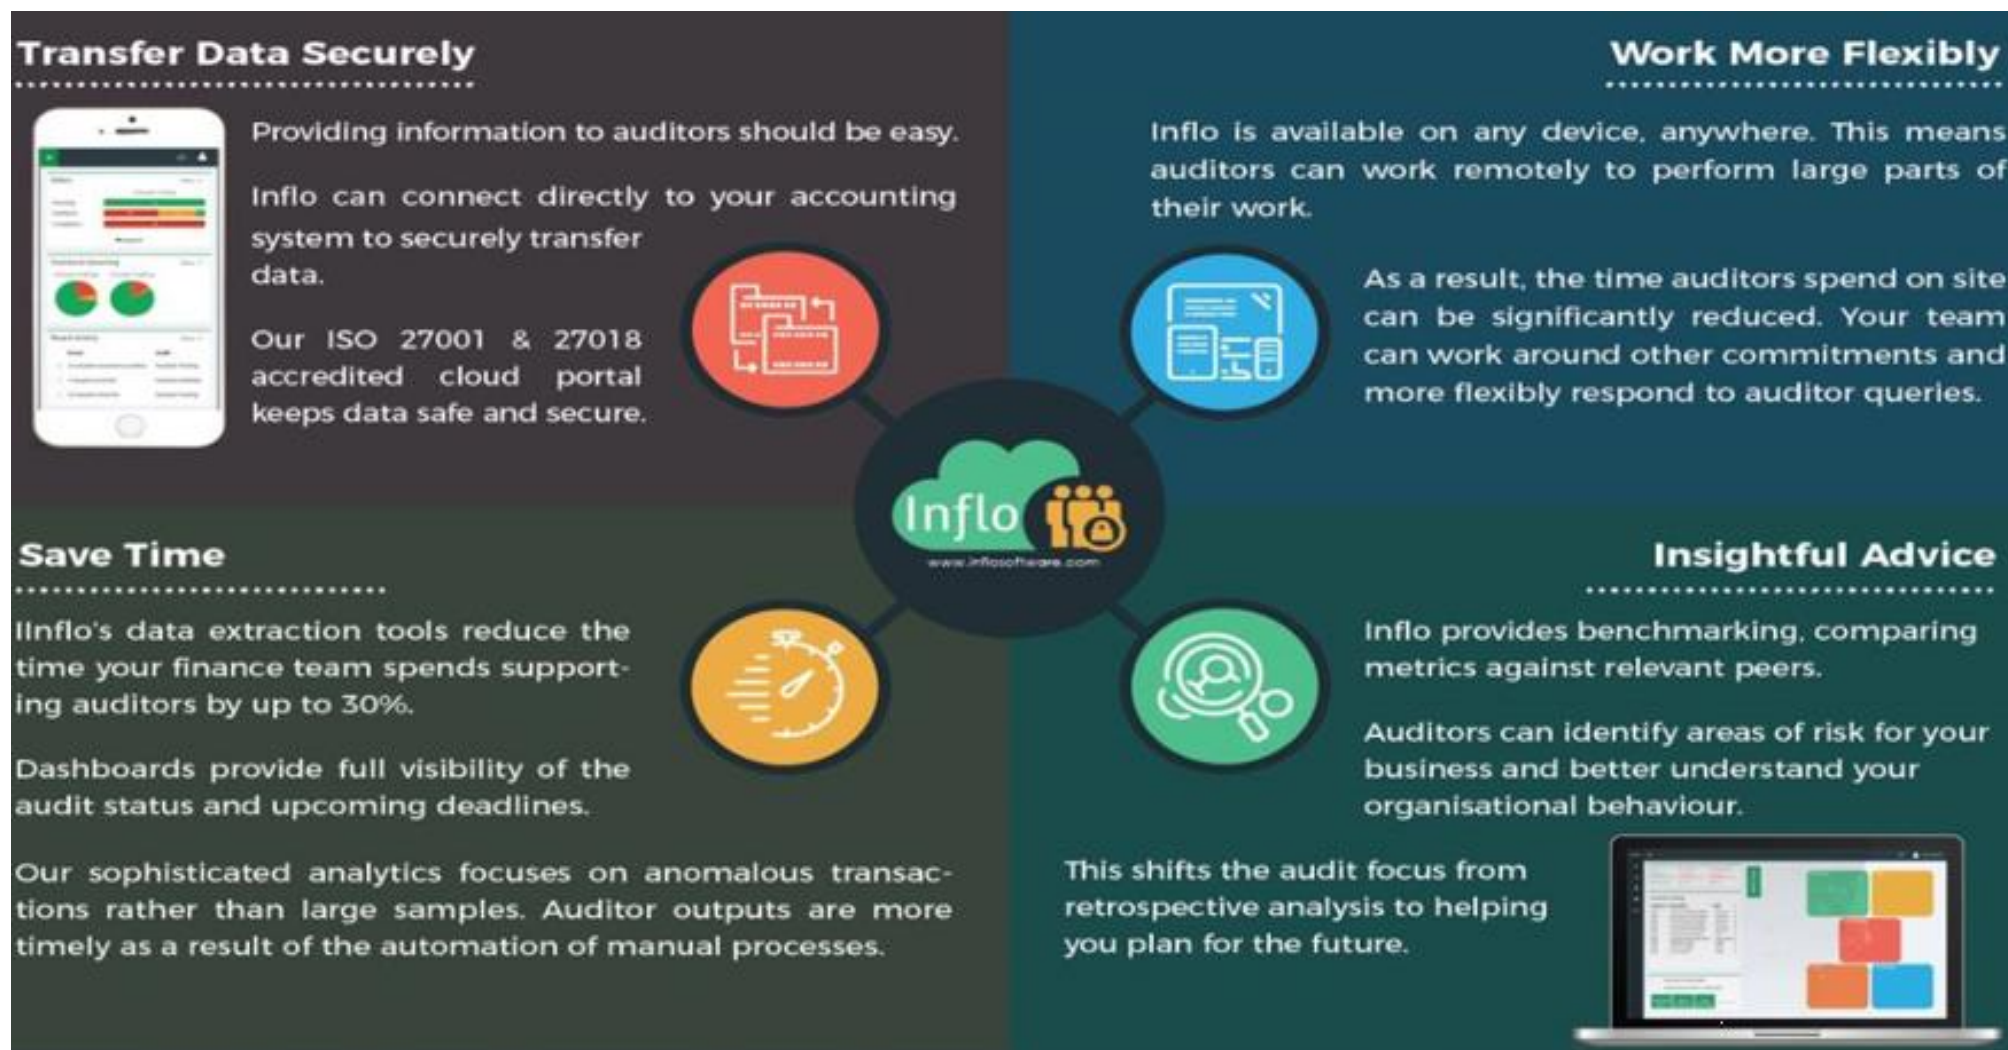 Transfer Data Securely
Providing information to auditors should be easy.
Inflo can connect directly to your accounting
system to securely transfer
data.
Our ISO 27001 & 27018
accredited cloud portal
keeps data safe and secure.
Work More Flexibly
Inflo is available on any device, anywhere. This means
auditors can work remotely to perform large parts of
their work.
As a result, the time auditors spend on site
can be significantly reduced. Your team
can work around other commitments and
more flexibly respond to auditor queries.
Inflo
www.inflosoftware.com
Save Time
IInflo's data extraction tools reduce the
time your finance team spends support-
ing auditors by up to 30%.
Dashboards provide full visibility of the
audit status and upcoming deadlines.
Our sophisticated analytics focuses on anomalous transac-
tions rather than large samples. Auditor outputs are more
timely as a result of the automation of manual processes.
Insightful Advice
Inflo provides benchmarking, comparing
metrics against relevant peers.
Auditors can identify areas of risk for your
business and better understand your
organisational behaviour.
This shifts the audit focus from
retrospective analysis to helping
you plan for the future.